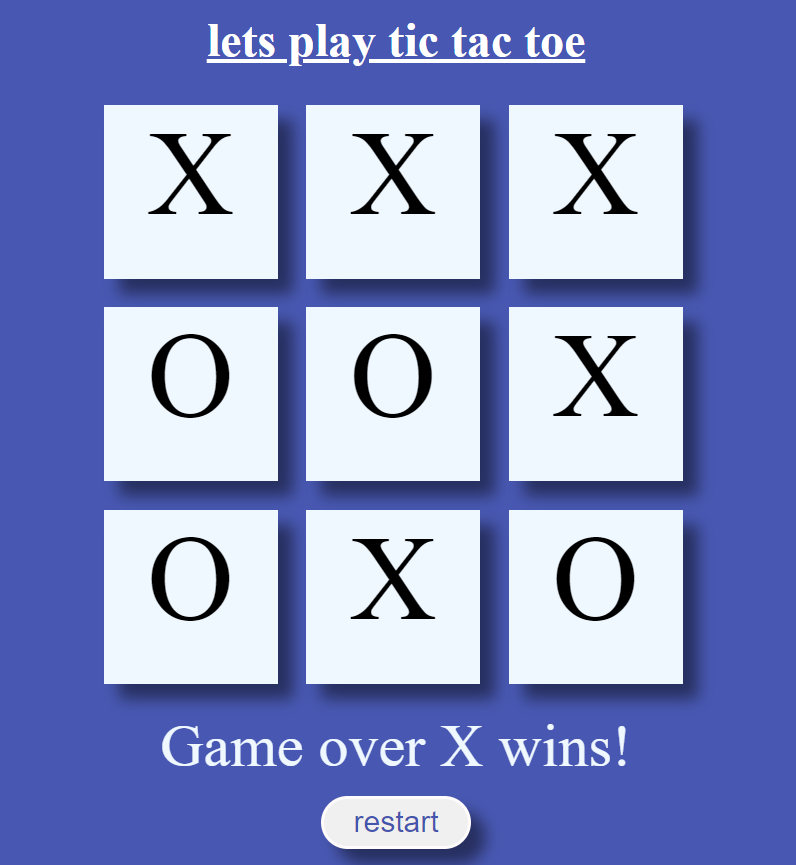 lets play tic tac toe
X X X
O O X
O X O
Game over X wins!
restart